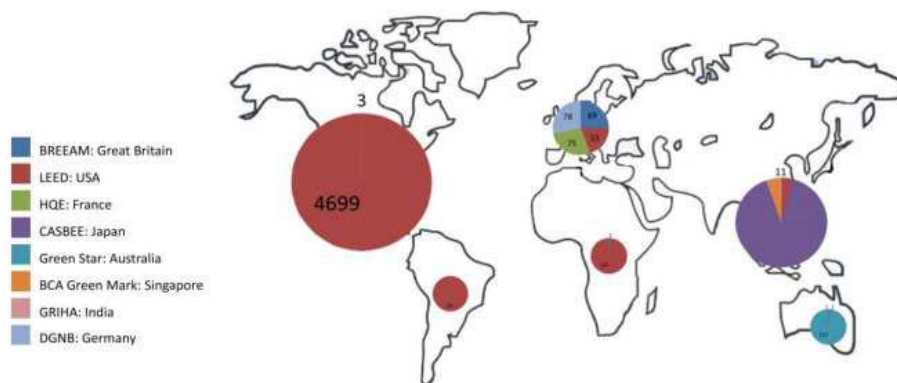 3
4699
78
69
75
53
11
BREEAM: Great Britain
LEED: USA
HQE: France
CASBEE: Japan
Green Star: Australia
BCA Green Mark: Singapore
GRIHA: India
DGNB: Germany